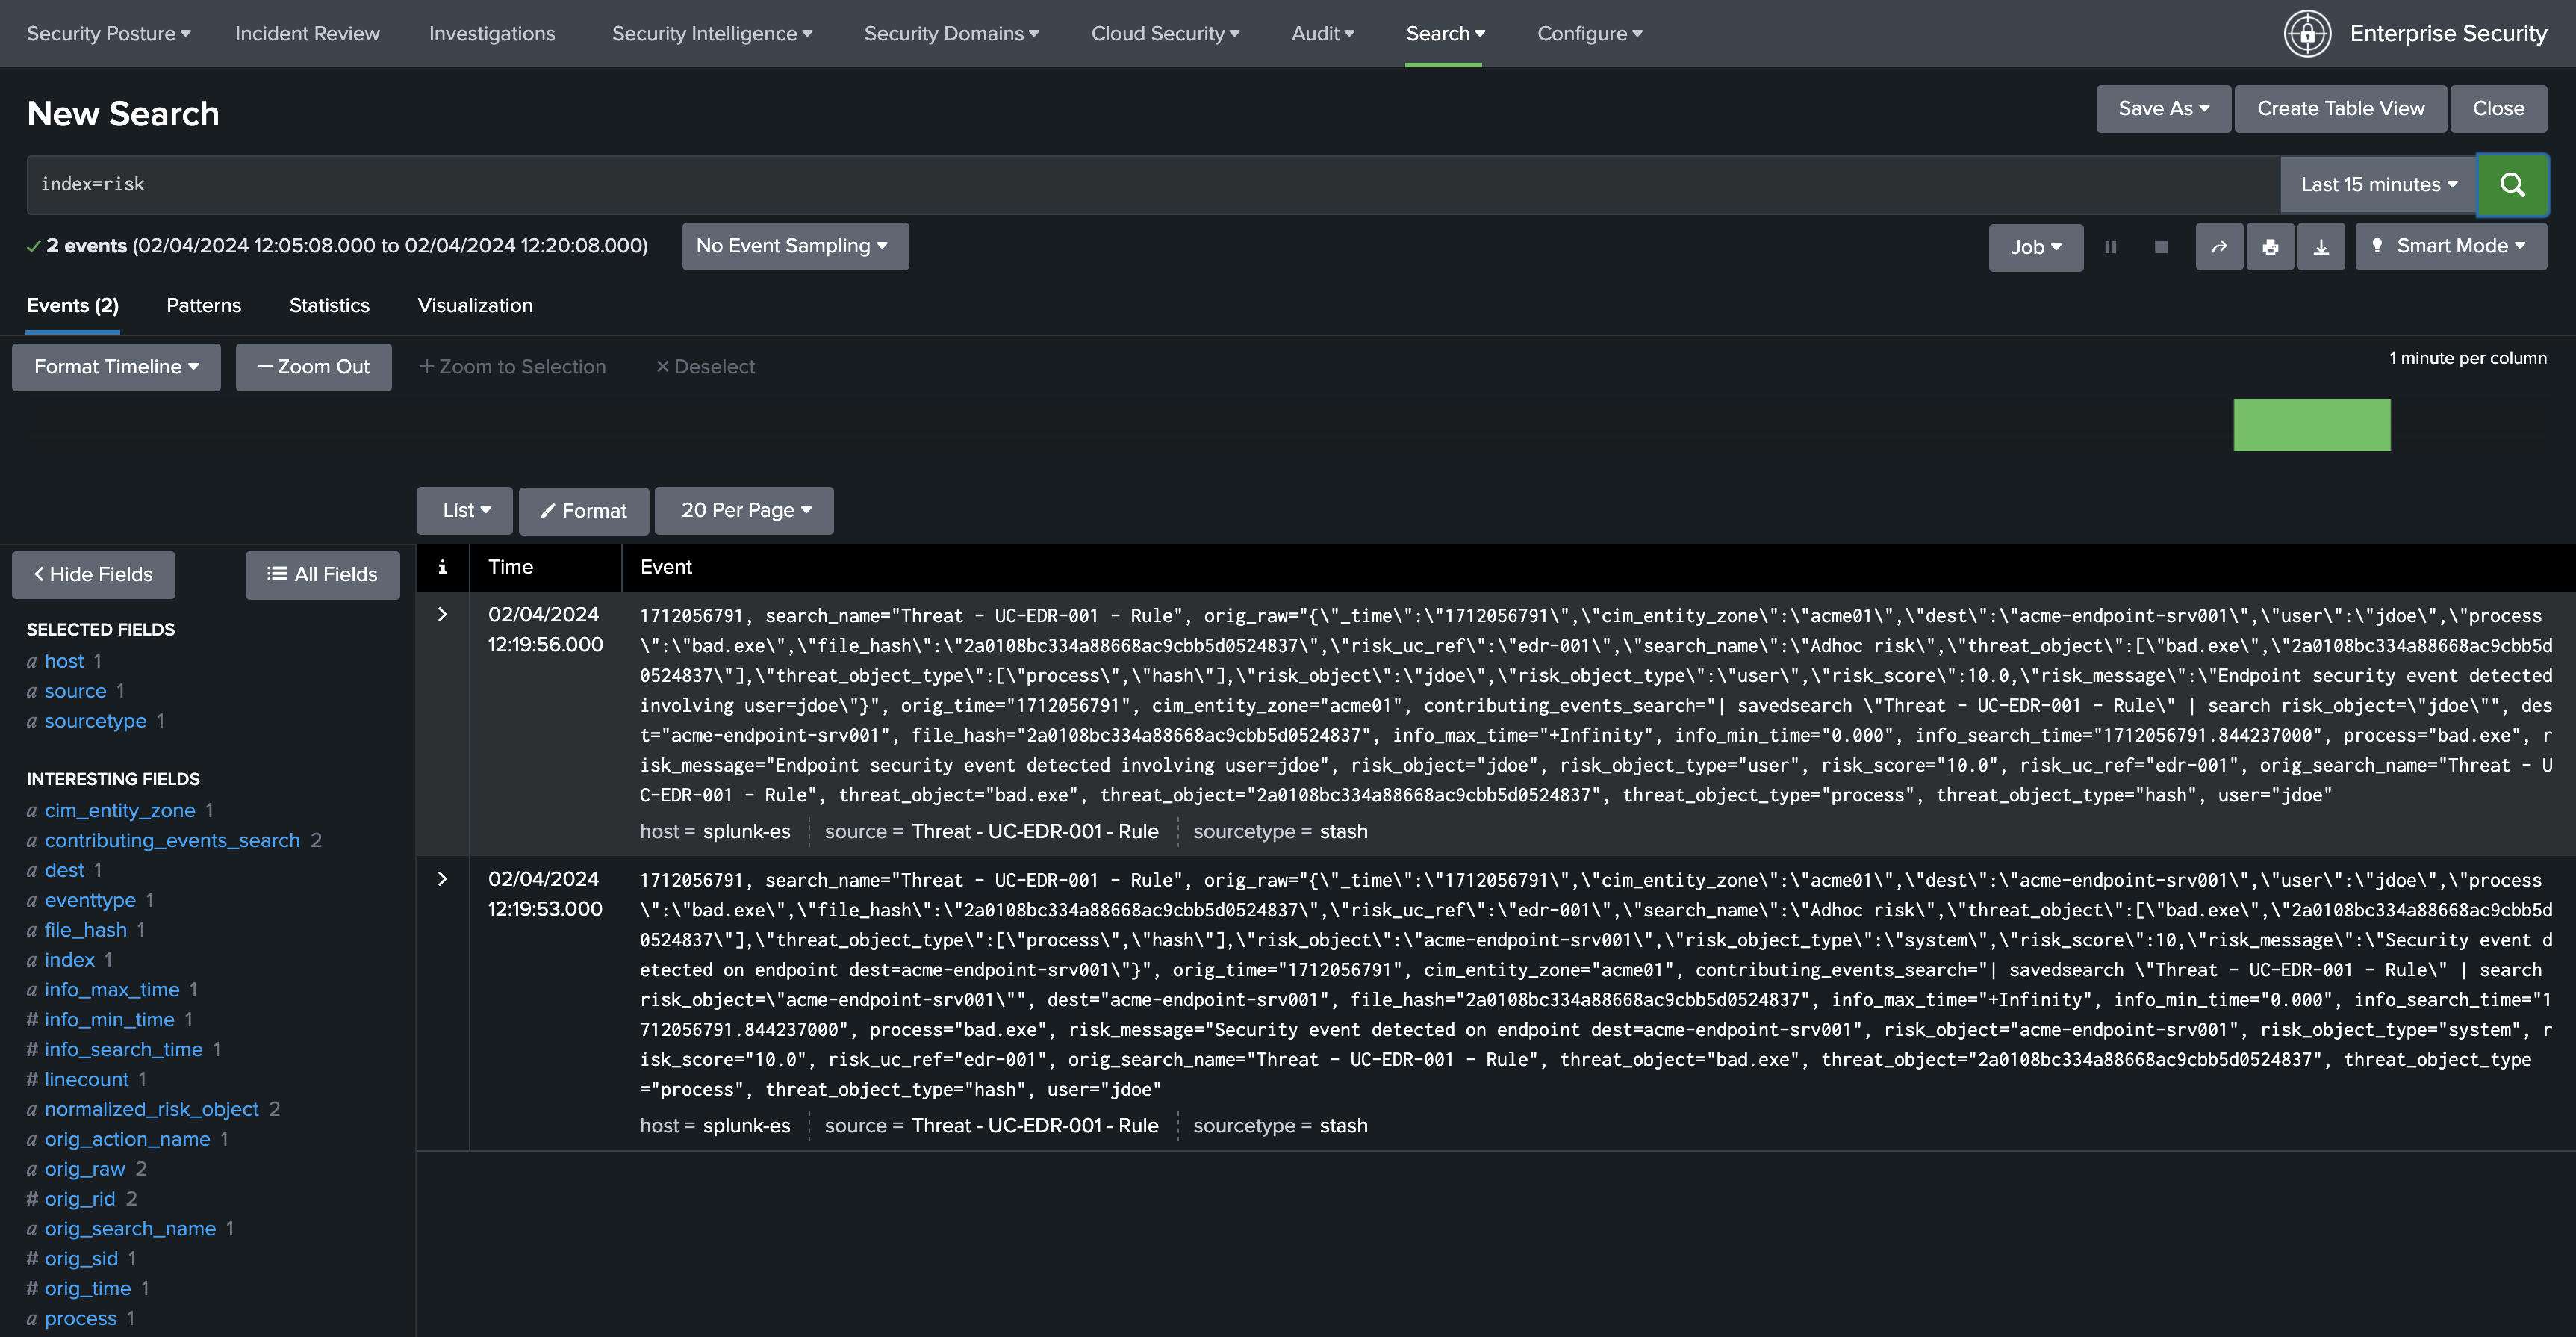 Security Posture Incident Review Investigations Security Intelligence Security Domains Cloud Security Audit Search Configure Enterprise Security
New Search
Save As Create Table View Close
index=risk
Last 15 minutes
2 events (02/04/2024 12:05:08.000 to 02/04/2024 12:20:08.000) No Event Sampling Job Smart Mode
Events (2) Patterns Statistics Visualization
Format Timeline — Zoom Out + Zoom to Selection × Deselect 1 minute per column
List Format 20 Per Page
Hide Fields All Fields
SELECTED FIELDS
a host 1
a source 1
a sourcetype 1
INTERESTING FIELDS
a cim_entity_zone 1
a contributing_events_search 2
a dest 1
a eventtype 1
a file_hash 1
a index 1
a info_max_time 1
# info_min_time 1
# info_search_time 1
# linecount 1
a normalized_risk_object 2
a orig_action_name 1
a orig_raw 2
# orig_rid 2
a orig_search_name 1
# orig_sid 1
# orig_time 1
a process 1
i Time Event
02/04/2024
12:19:56.000
1712056791, search_name="Threat - UC-EDR-001 - Rule", orig_raw="{\"_time\":\"1712056791\",\"cim_entity_zone\":\"acme01\",\"dest\":\"acme-endpoint-srv001\",\"user\":\"jdoe\",\"process
\":\"bad.exe\",\"file_hash\":\"2a0108bc334a88668ac9cbb5d0524837\",\"risk_uc_ref\":\"edr-001\",\"search_name\":\"Adhoc risk\",\"threat_object\":[\"bad.exe\",\"2a0108bc334a88668ac9cbb5d
0524837\"],\"threat_object_type\":[\"process\",\"hash\"],\"risk_object\":\"jdoe\",\"risk_object_type\":\"user\",\"risk_score\":10.0,\"risk_message\":\"Endpoint security event detected
involving user=jdoe\"}", orig_time="1712056791", cim_entity_zone="acme01", contributing_events_search="| savedsearch \"Threat - UC-EDR-001 - Rule\" | search risk_object=\"jdoe\"", des
t="acme-endpoint-srv001", file_hash="2a0108bc334a88668ac9cbb5d0524837", info_max_time="+Infinity", info_min_time="0.000", info_search_time="1712056791.844237000", process="bad.exe", r
isk_message="Endpoint security event detected involving user=jdoe", risk_object="jdoe", risk_object_type="user", risk_score="10.0", risk_uc_ref="edr-001", orig_search_name="Threat - U
C-EDR-001 - Rule", threat_object="bad.exe", threat_object="2a0108bc334a88668ac9cbb5d0524837", threat_object_type="process", threat_object_type="hash", user="jdoe"
host = splunk-es source = Threat - UC-EDR-001 - Rule sourcetype = stash
02/04/2024
12:19:53.000
1712056791, search_name="Threat - UC-EDR-001 - Rule", orig_raw="{\"_time\":\"1712056791\",\"cim_entity_zone\":\"acme01\",\"dest\":\"acme-endpoint-srv001\",\"user\":\"jdoe\",\"process
\":\"bad.exe\",\"file_hash\":\"2a0108bc334a88668ac9cbb5d0524837\",\"risk_uc_ref\":\"edr-001\",\"search_name\":\"Adhoc risk\",\"threat_object\":[\"bad.exe\",\"2a0108bc334a88668ac9cbb5d
0524837\"],\"threat_object_type\":[\"process\",\"hash\"],\"risk_object\":\"acme-endpoint-srv001\",\"risk_object_type\":\"system\",\"risk_score\":10,\"risk_message\":\"Security event d
etected on endpoint dest=acme-endpoint-srv001\"}", orig_time="1712056791", cim_entity_zone="acme01", contributing_events_search="| savedsearch \"Threat - UC-EDR-001 - Rule\" | search
risk_object=\"acme-endpoint-srv001\"", dest="acme-endpoint-srv001", file_hash="2a0108bc334a88668ac9cbb5d0524837", info_max_time="+Infinity", info_min_time="0.000", info_search_time="1
712056791.844237000", process="bad.exe", risk_message="Security event detected on endpoint dest=acme-endpoint-srv001", risk_object="acme-endpoint-srv001", risk_object_type="system", r
isk_score="10.0", risk_uc_ref="edr-001", orig_search_name="Threat - UC-EDR-001 - Rule", threat_object="bad.exe", threat_object="2a0108bc334a88668ac9cbb5d0524837", threat_object_type
="process", threat_object_type="hash", user="jdoe"
host = splunk-es source = Threat - UC-EDR-001 - Rule sourcetype = stash